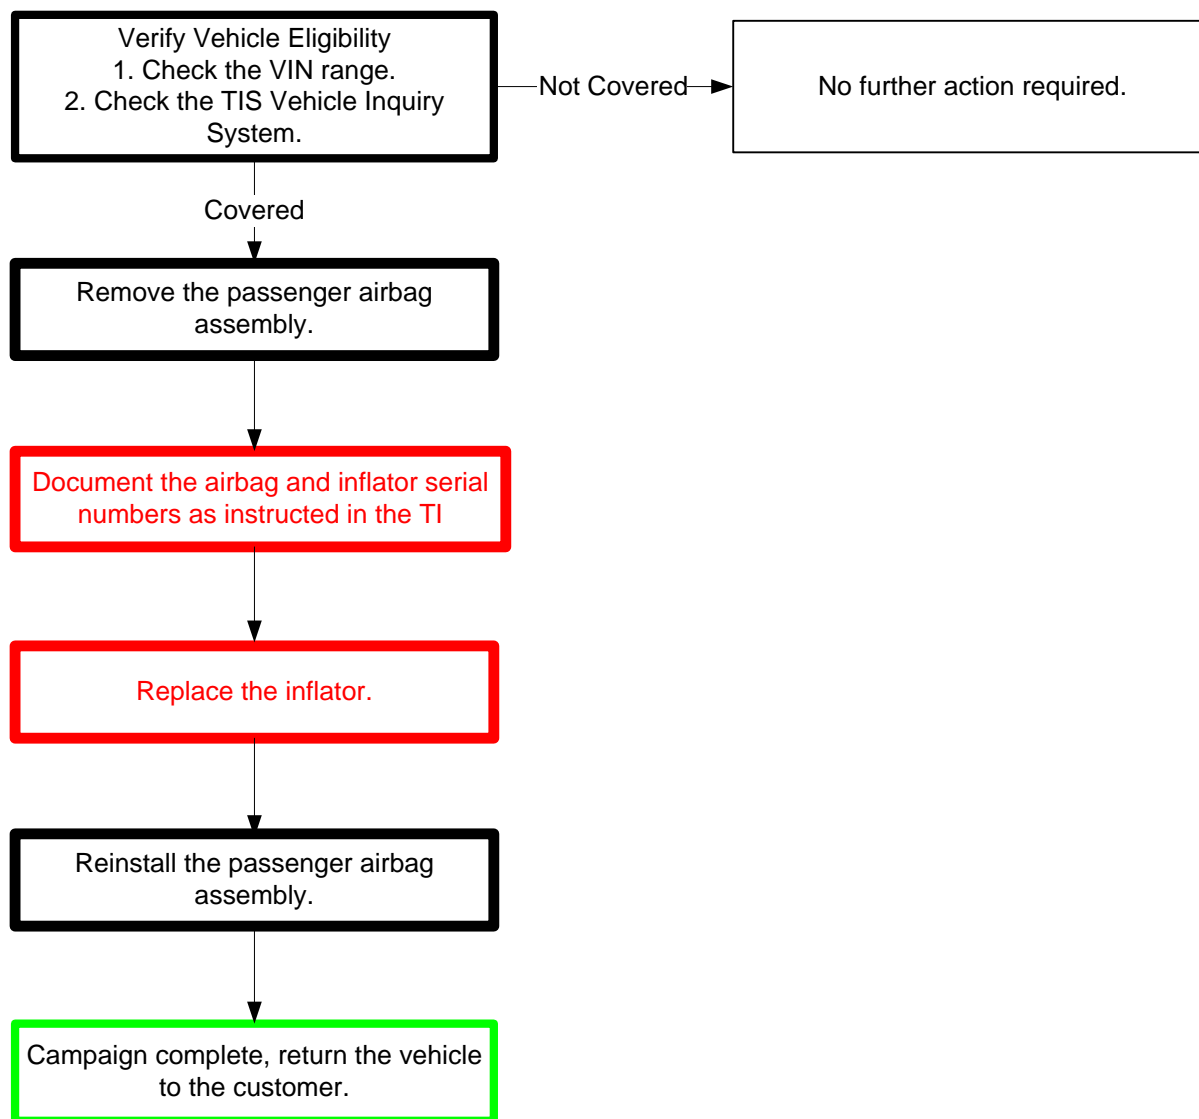 Verify Vehicle Eligibility
1. Check the VIN range.
2. Check the TIS Vehicle Inquiry
System.
Not Covered
No further action required.
Covered
Remove the passenger airbag
assembly.
Document the airbag and inflator serial
numbers as instructed in the TI
Replace the inflator.
Reinstall the passenger airbag
assembly.
Campaign complete, return the vehicle
to the customer.